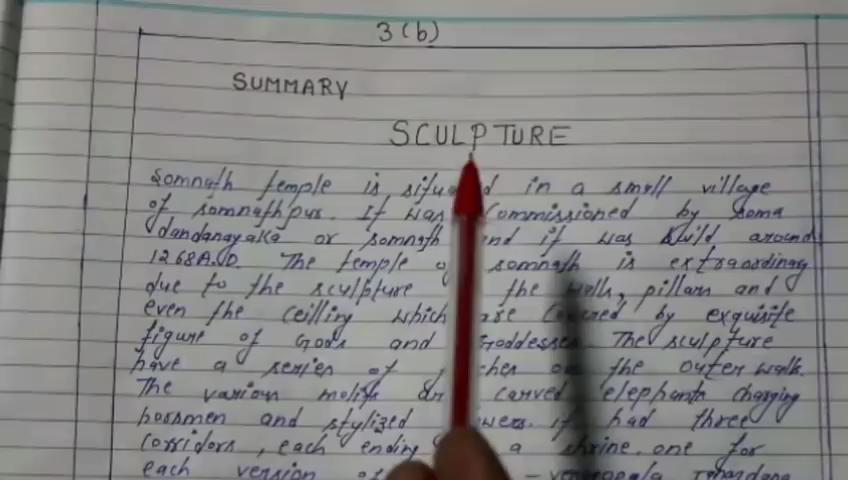 3(b)
SUMMARY
SCULPTURE
Somnath temple is situated in a small village
of somnathpur. It was Commissioned by soma
dandanayaka or somnath and it was build around
1268A.D. The temple of somnath is extraordinary
due to the sculpture the walls, pillars and
even the ceilling which are Covered by exquisite
figure of Gods and Goddesses. The sculpture
have a series of on the outer walls.
The various motifs carved elephants charging
horsmen and stylized it had three
Corridors, each ending a shrine. one for
each version of